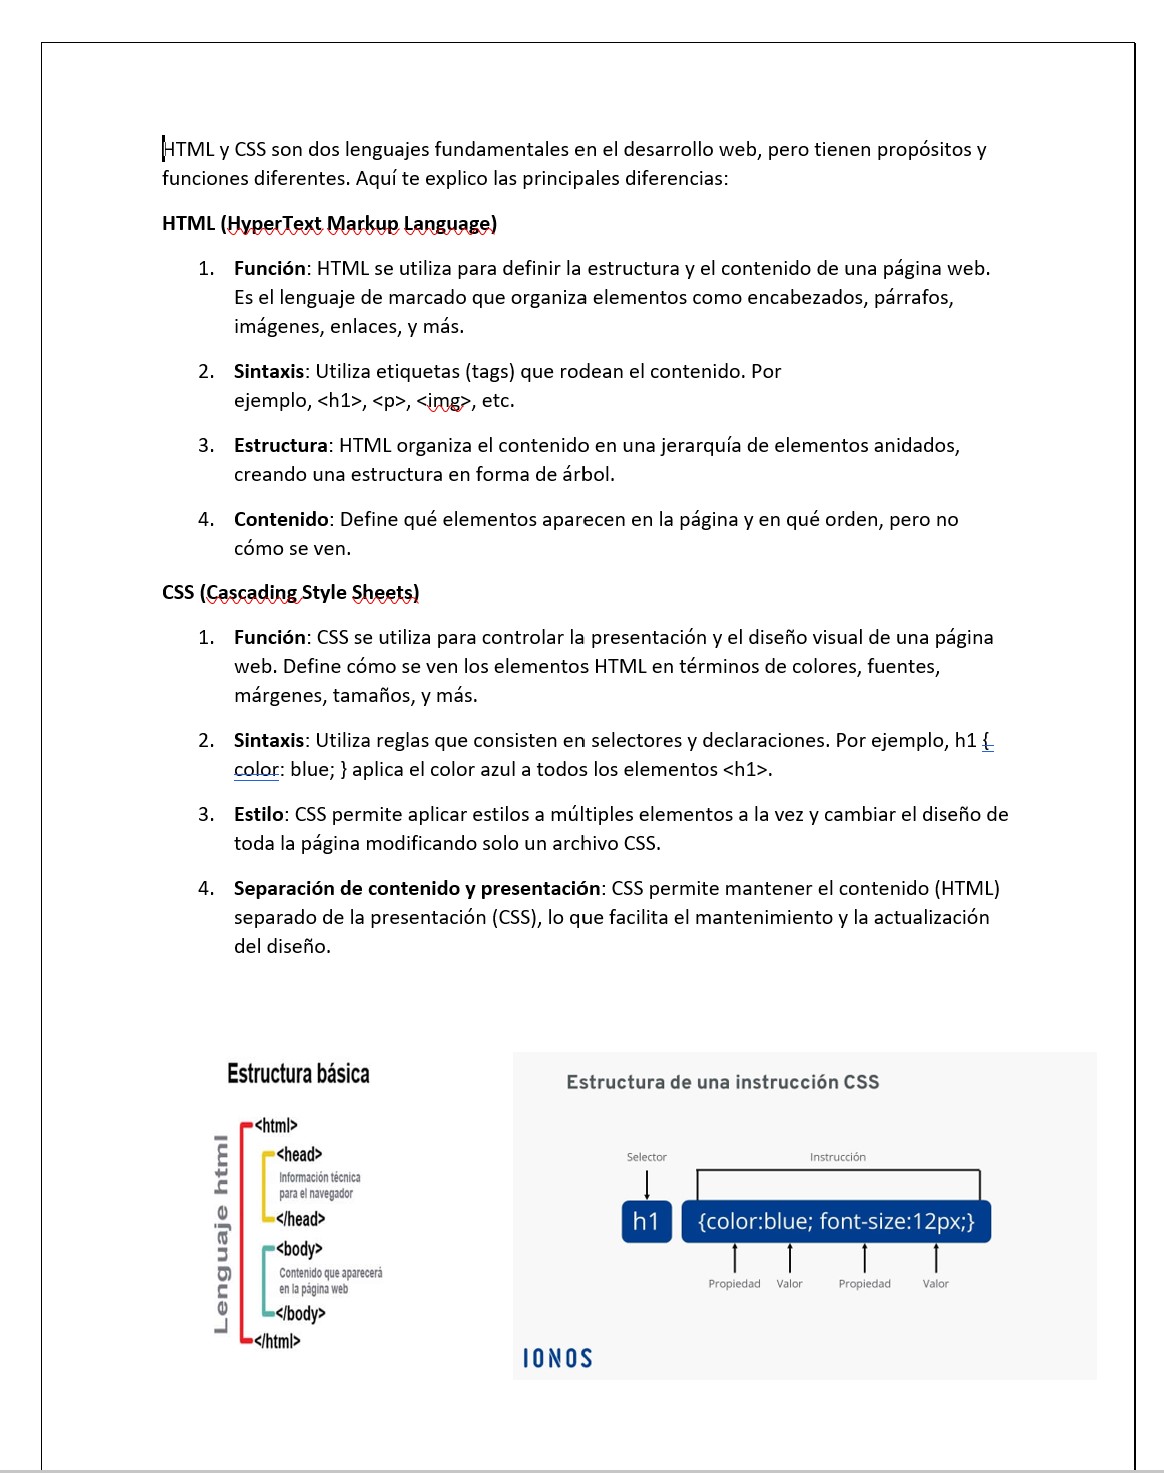 HTML y CSS son dos lenguajes fundamentales en el desarrollo web, pero tienen propósitos y
funciones diferentes. Aquí te explico las principales diferencias:
HTML (HyperText Markup Language)
1. Función: HTML se utiliza para definir la estructura y el contenido de una página web.
Es el lenguaje de marcado que organiza elementos como encabezados, párrafos,
imágenes, enlaces, y más.
2. Sintaxis: Utiliza etiquetas (tags) que rodean el contenido. Por
ejemplo, <h1>, <p>, <img>, etc.
3. Estructura: HTML organiza el contenido en una jerarquía de elementos anidados,
creando una estructura en forma de árbol.
4. Contenido: Define qué elementos aparecen en la página y en qué orden, pero no
cómo se ven.
CSS (Cascading Style Sheets)
1. Función: CSS se utiliza para controlar la presentación y el diseño visual de una página
web. Define cómo se ven los elementos HTML en términos de colores, fuentes,
márgenes, tamaños, y más.
2. Sintaxis: Utiliza reglas que consisten en selectores y declaraciones. Por ejemplo, h1 {
color: blue; } aplica el color azul a todos los elementos <h1>.
3. Estilo: CSS permite aplicar estilos a múltiples elementos a la vez y cambiar el diseño de
toda la página modificando solo un archivo CSS.
4. Separación de contenido y presentación: CSS permite mantener el contenido (HTML)
separado de la presentación (CSS), lo que facilita el mantenimiento y la actualización
del diseño.
Estructura básica
Lenguaje html
<html>
<head>
Información técnica
para el navegador
</head>
<body>
Contenido que aparecerá
en la página web
</body>
</html>
Estructura de una instrucción CSS
Selector Instrucción
h1 {color:blue; font-size:12px;}
Propiedad Valor Propiedad Valor
IONOS